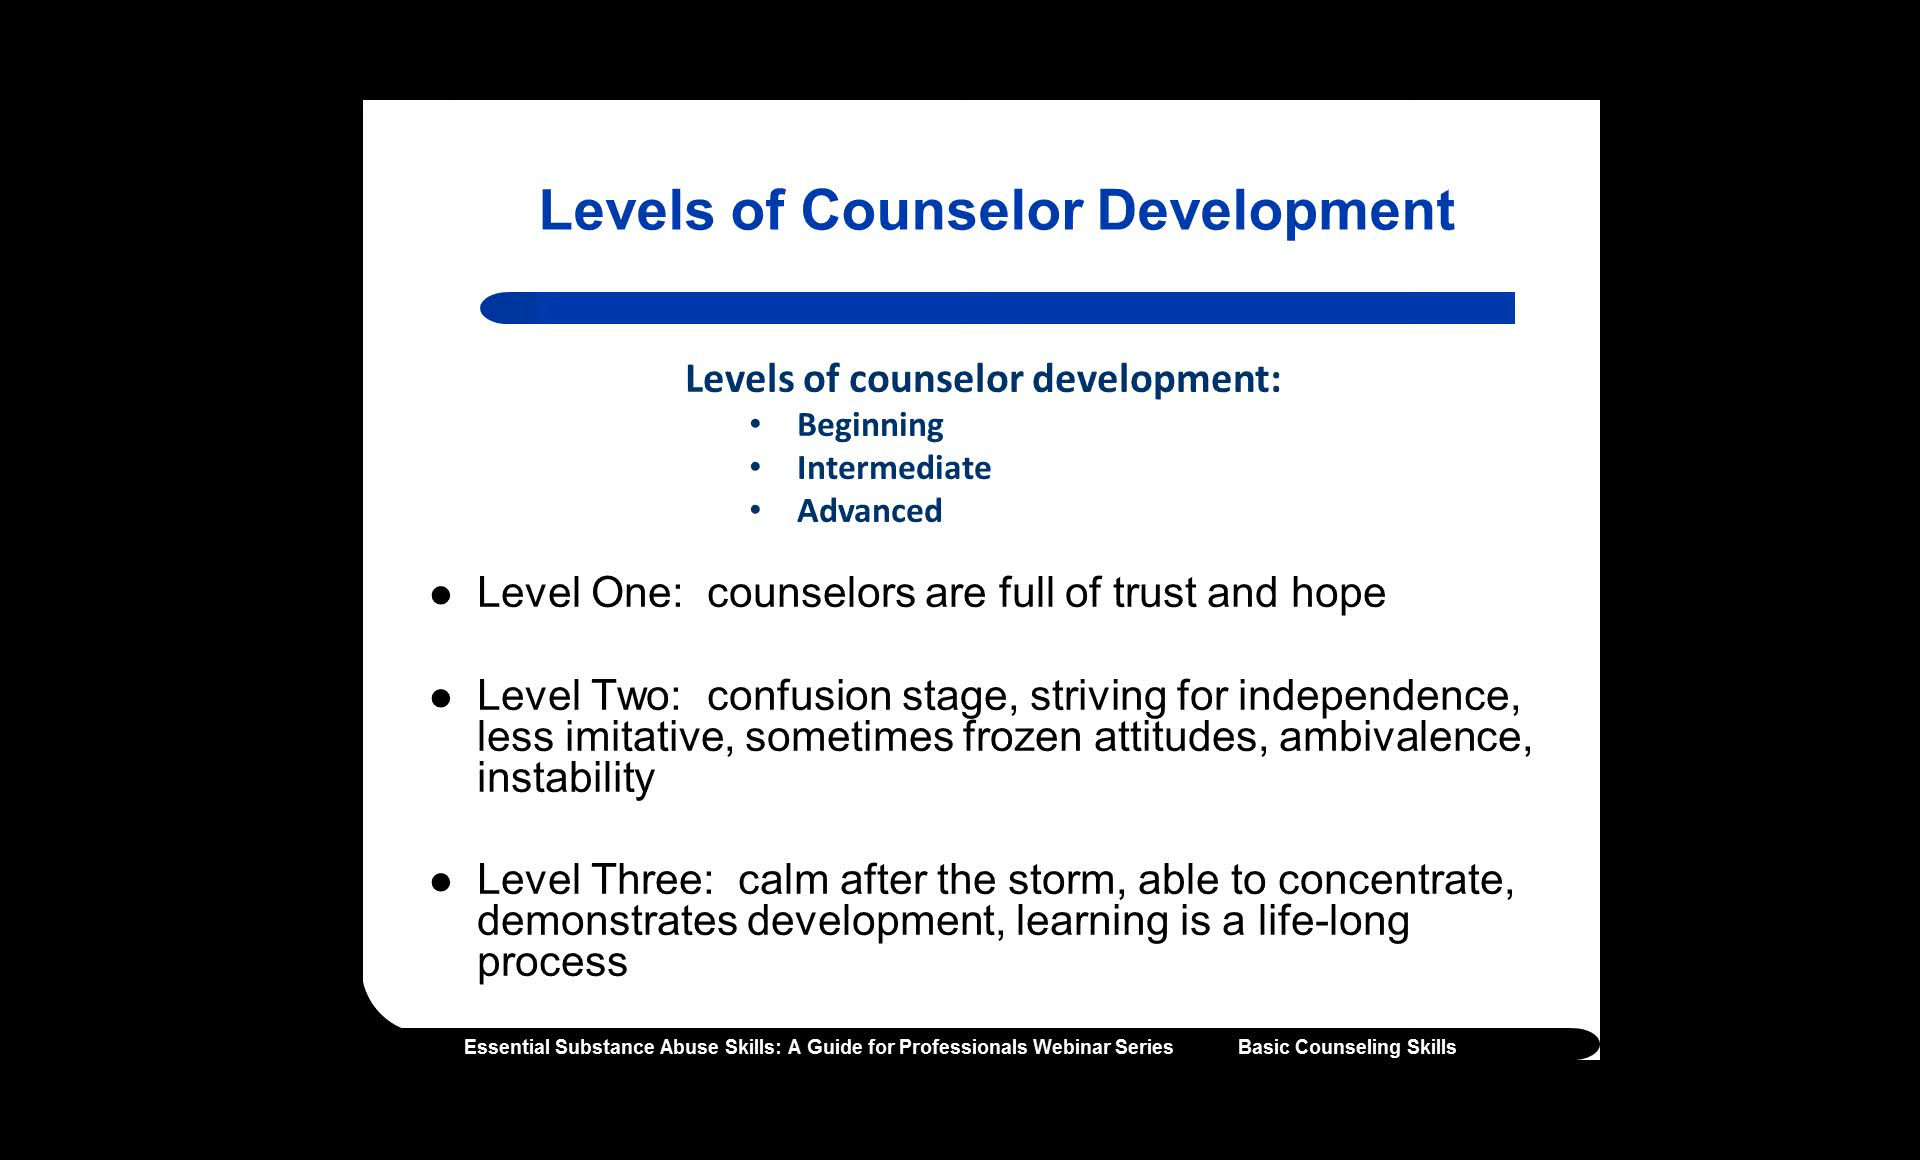 Levels of Counselor Development
Levels of counselor development:
• Beginning
• Intermediate
• Advanced
● Level One:  counselors are full of trust and hope
● Level Two:  confusion stage, striving for independence,
less imitative, sometimes frozen attitudes, ambivalence,
instability
● Level Three:  calm after the storm, able to concentrate,
demonstrates development, learning is a life-long
process
Essential Substance Abuse Skills: A Guide for Professionals Webinar Series Basic Counseling Skills